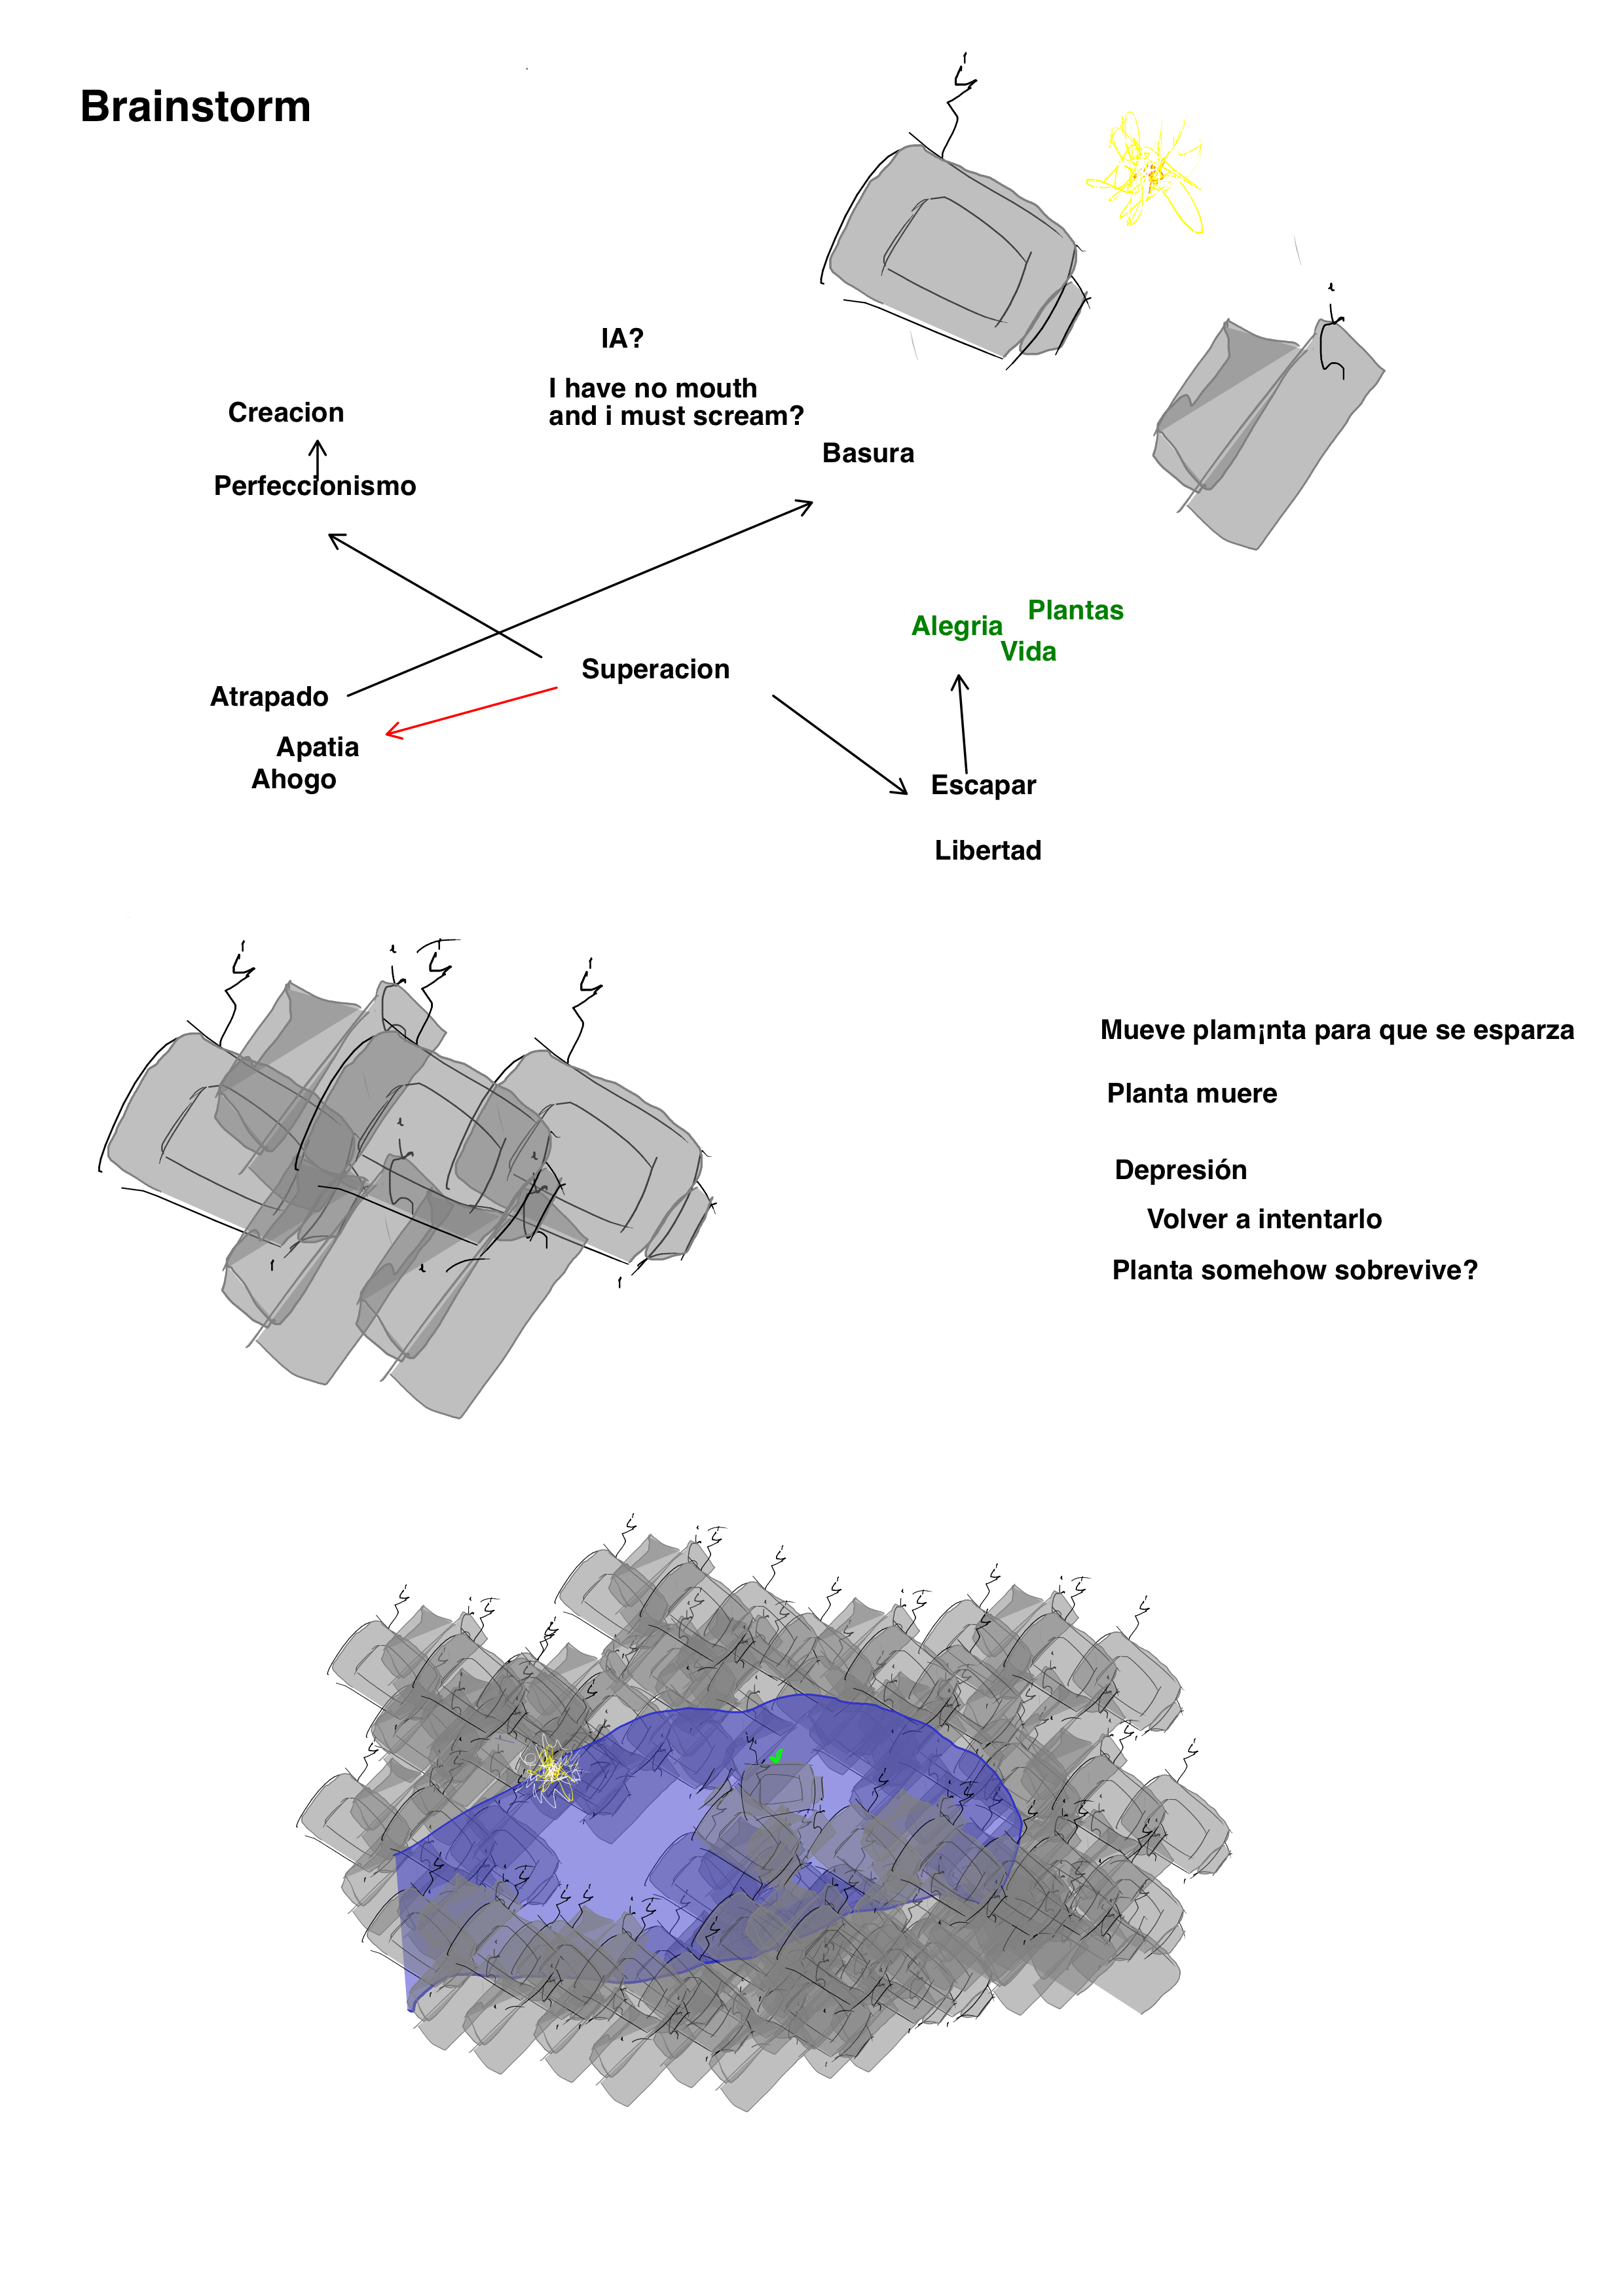 Brainstorm
IA?
I have no mouth
and i must scream?
Creacion
Basura
Perfeccionismo
Plantas
Alegria
Vida
Superacion
Atrapado
Apatia
Ahogo
Escapar
Libertad
Mueve plam¡nta para que se esparza
Planta muere
Depresión
Volver a intentarlo
Planta somehow sobrevive?